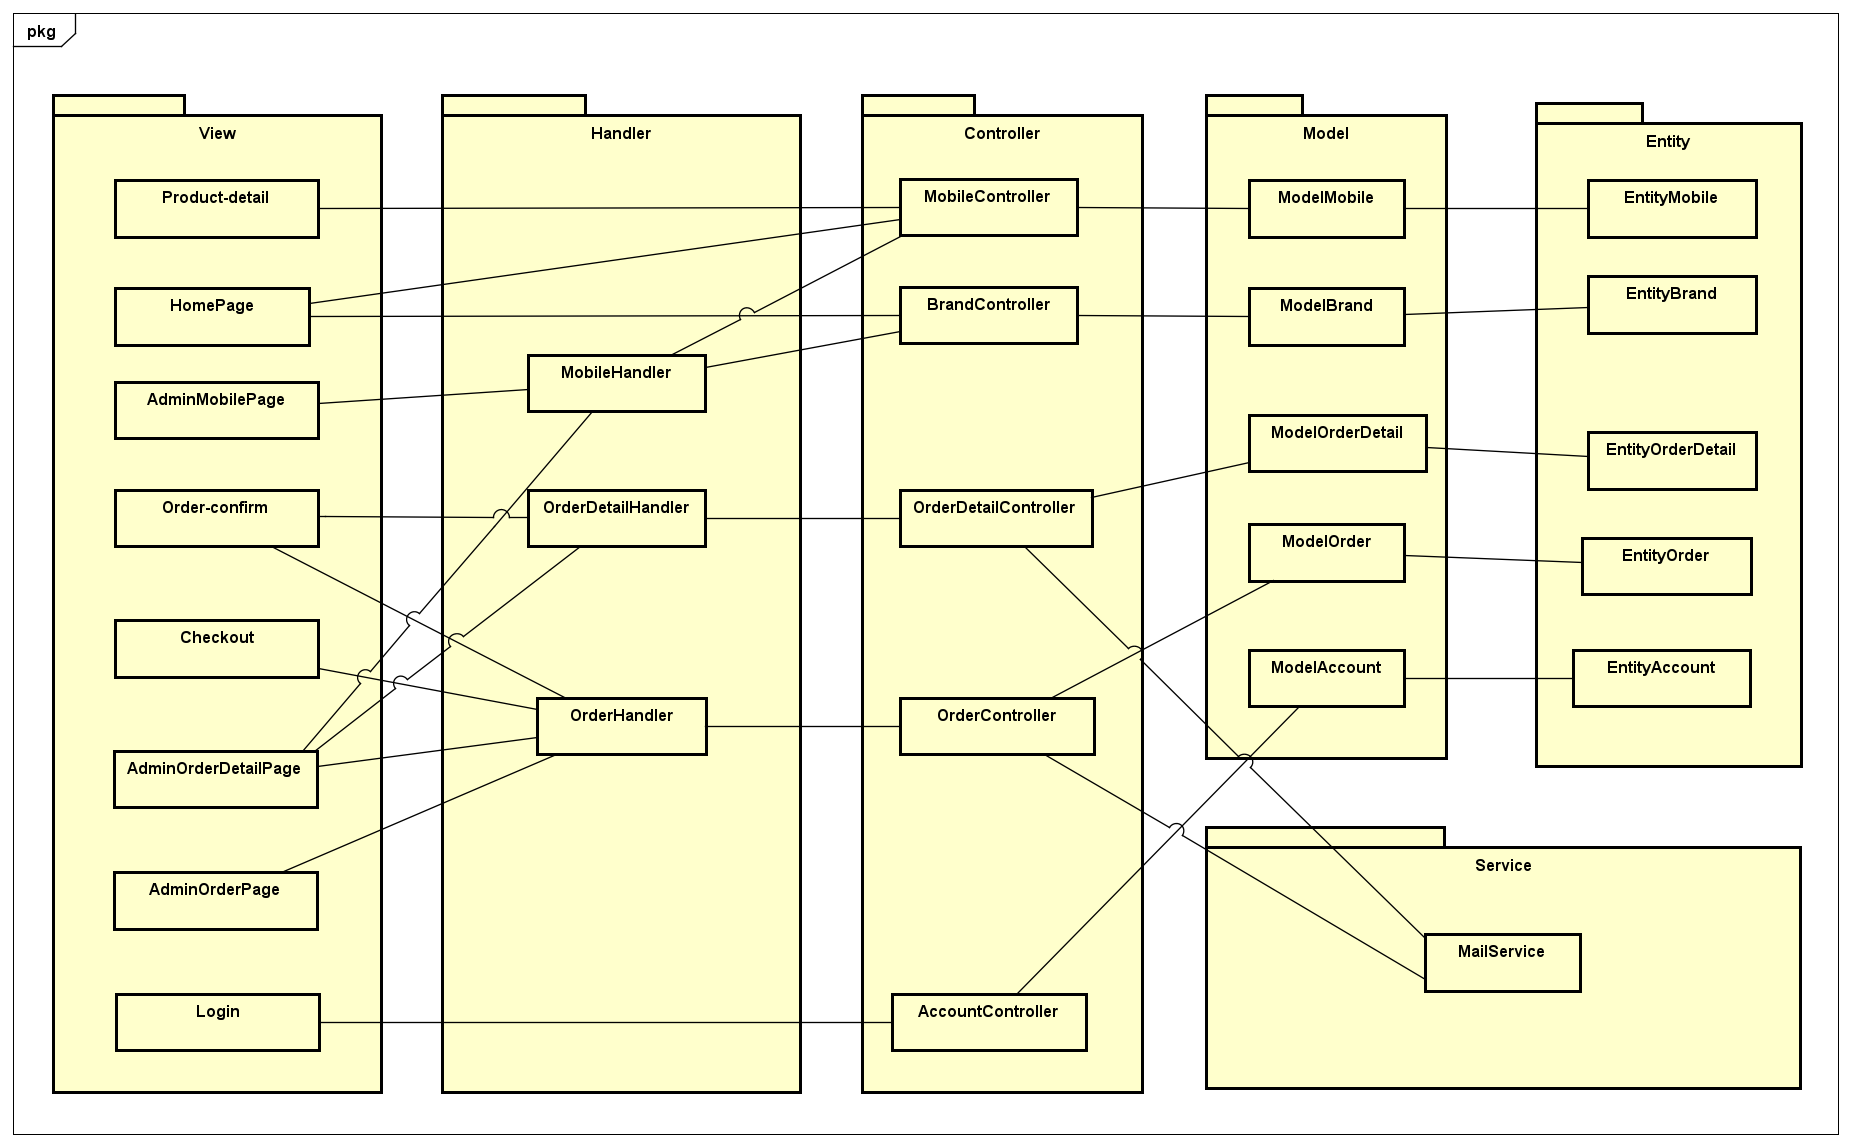 pkg
View
Product-detail
HomePage
AdminMobilePage
Order-confirm
Checkout
AdminOrderDetailPage
AdminOrderPage
Login
Handler
MobileHandler
OrderDetailHandler
OrderHandler
Controller
MobileController
BrandController
OrderDetailController
OrderController
AccountController
Model
ModelMobile
ModelBrand
ModelOrderDetail
ModelOrder
ModelAccount
Entity
EntityMobile
EntityBrand
EntityOrderDetail
EntityOrder
EntityAccount
Service
MailService